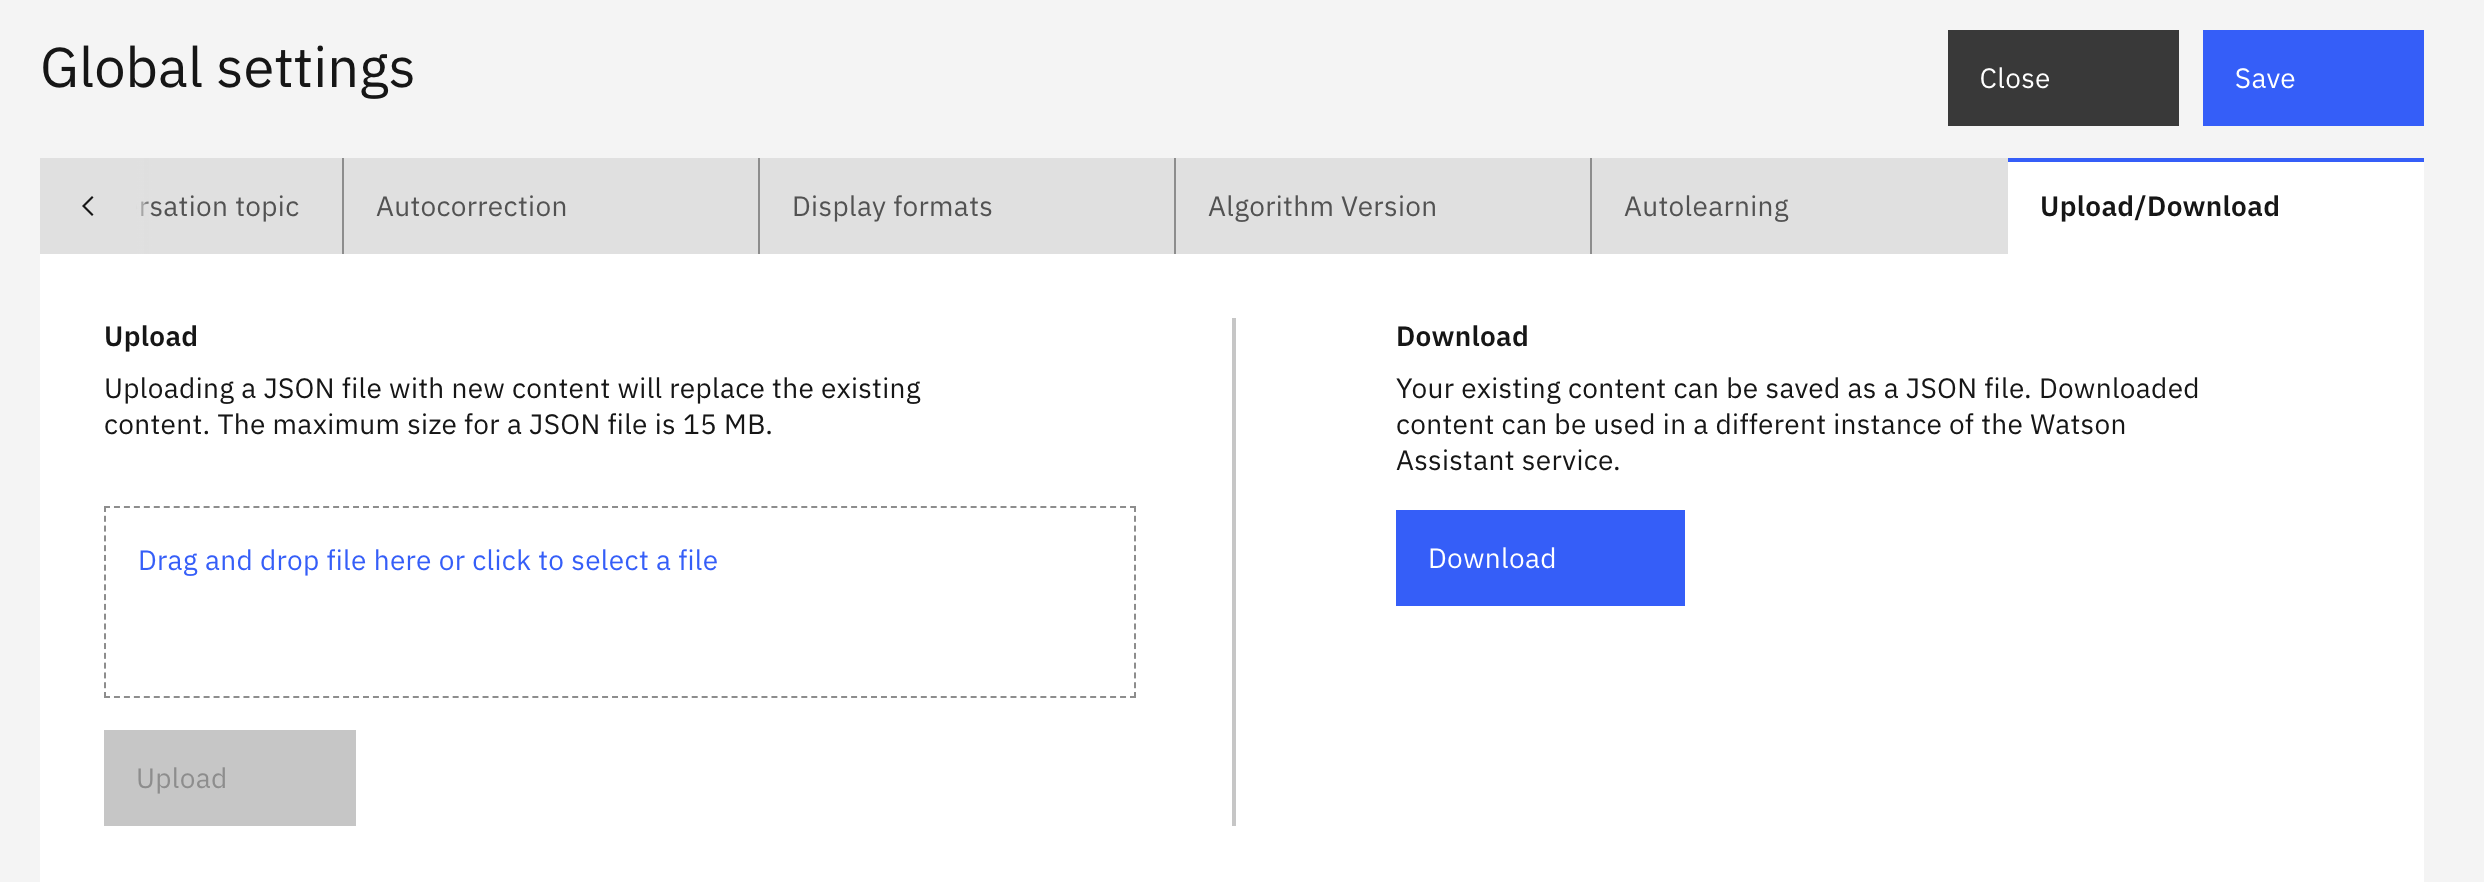 Global settings
Close
Save
rsation topic
Autocorrection
Display formats
Algorithm Version
Autolearning
Upload/Download
Upload
Uploading a JSON file with new content will replace the existing
content. The maximum size for a JSON file is 15 MB.
Drag and drop file here or click to select a file
Upload
Download
Your existing content can be saved as a JSON file. Downloaded
content can be used in a different instance of the Watson
Assistant service.
Download